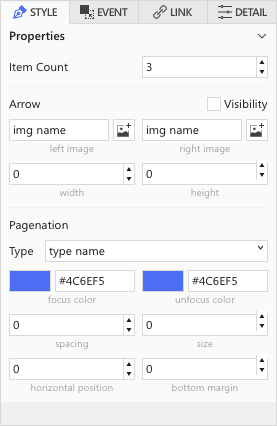 STYLE EVENT LINK DETAIL
Properties
Item Count 3
Arrow Visibility
img name img name
left image right image
0 0
width height
Pagenation
Type type name
#4C6EF5 #4C6EF5
focus color unfocus color
0 0
spacing size
0 0
horizontal position bottom margin